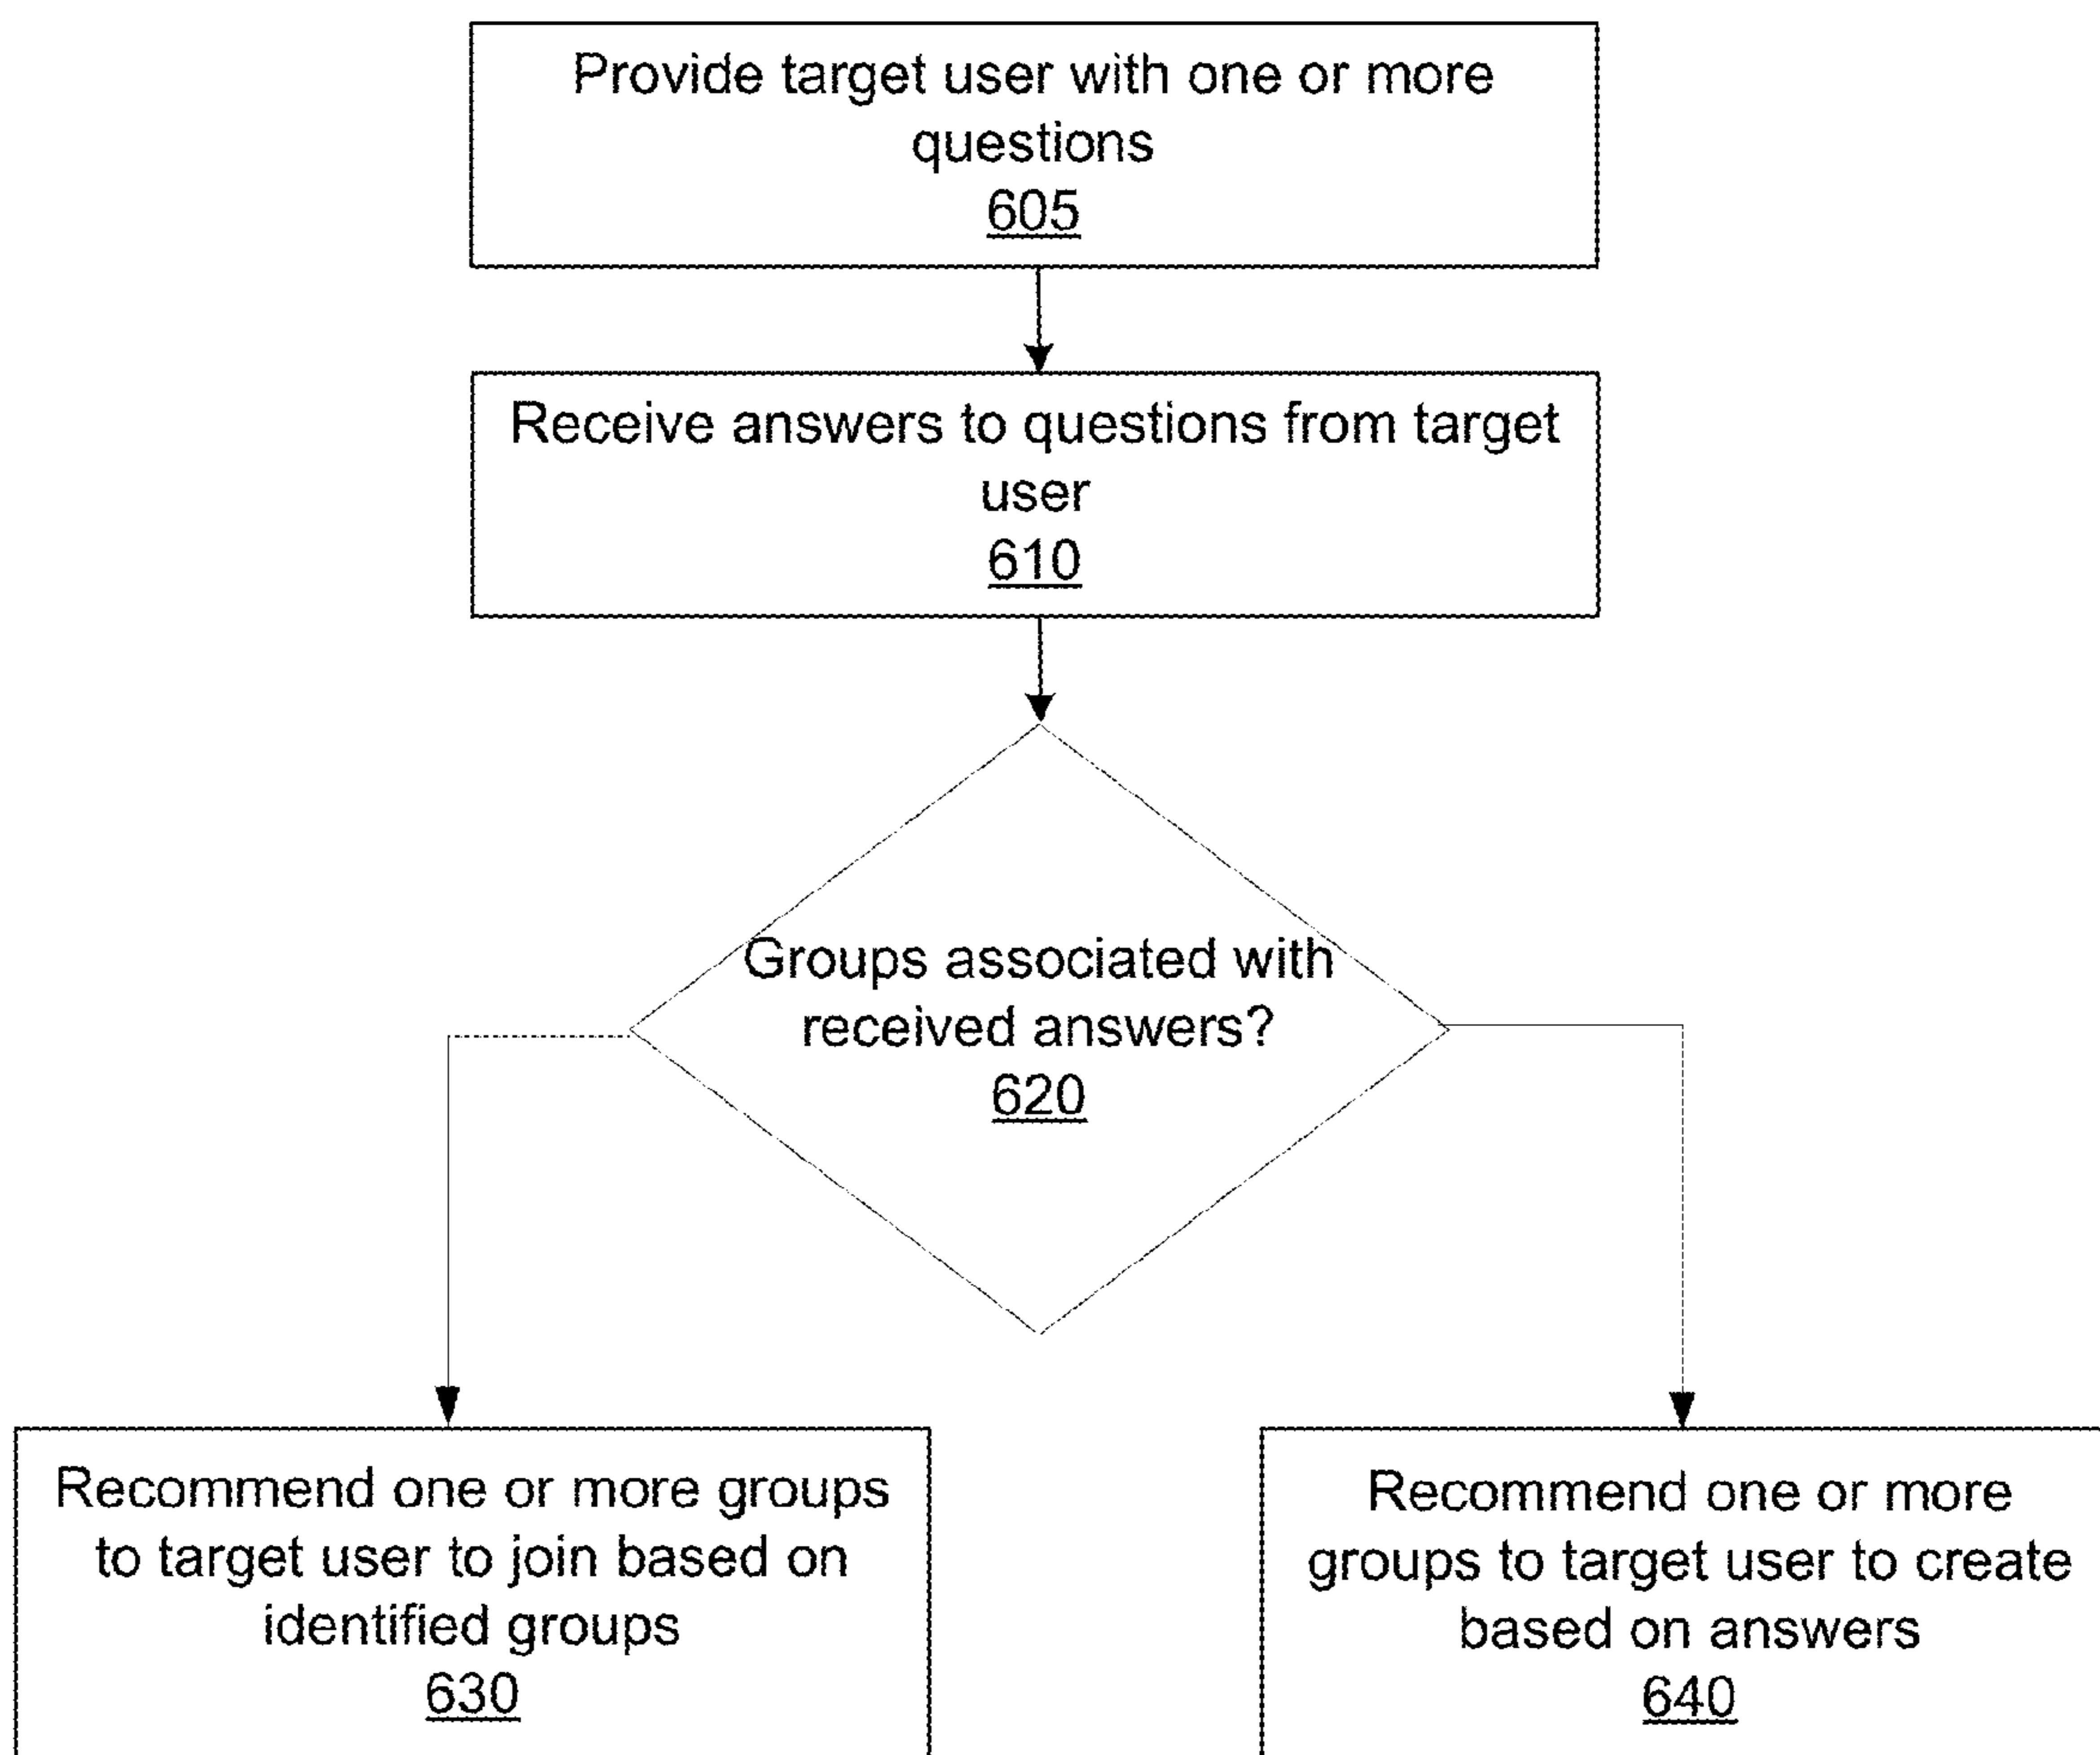 Provide target user with one or more
questions
605
Receive answers to questions from target
user
610
Groups associated with
received answers?
620
Recommend one or more groups
to target user to join based on
identified groups
630
Recommend one or more
groups to target user to create
based on answers
640